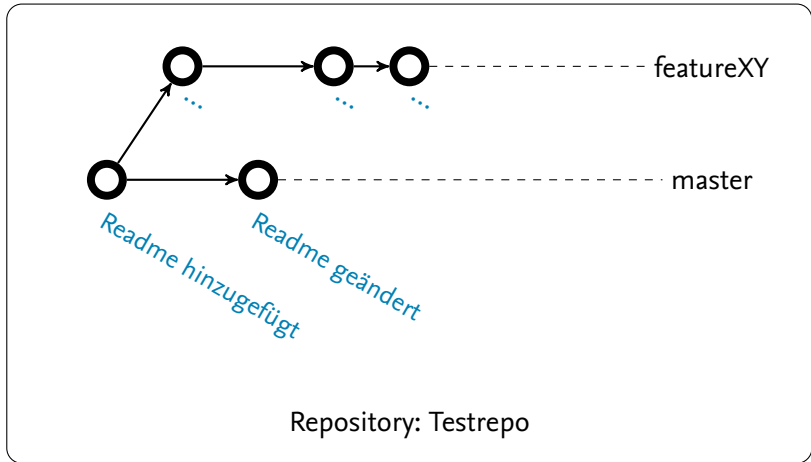 featureXY
...
...
...
master
Readme hinzugefügt
Readme geändert
Repository: Testrepo